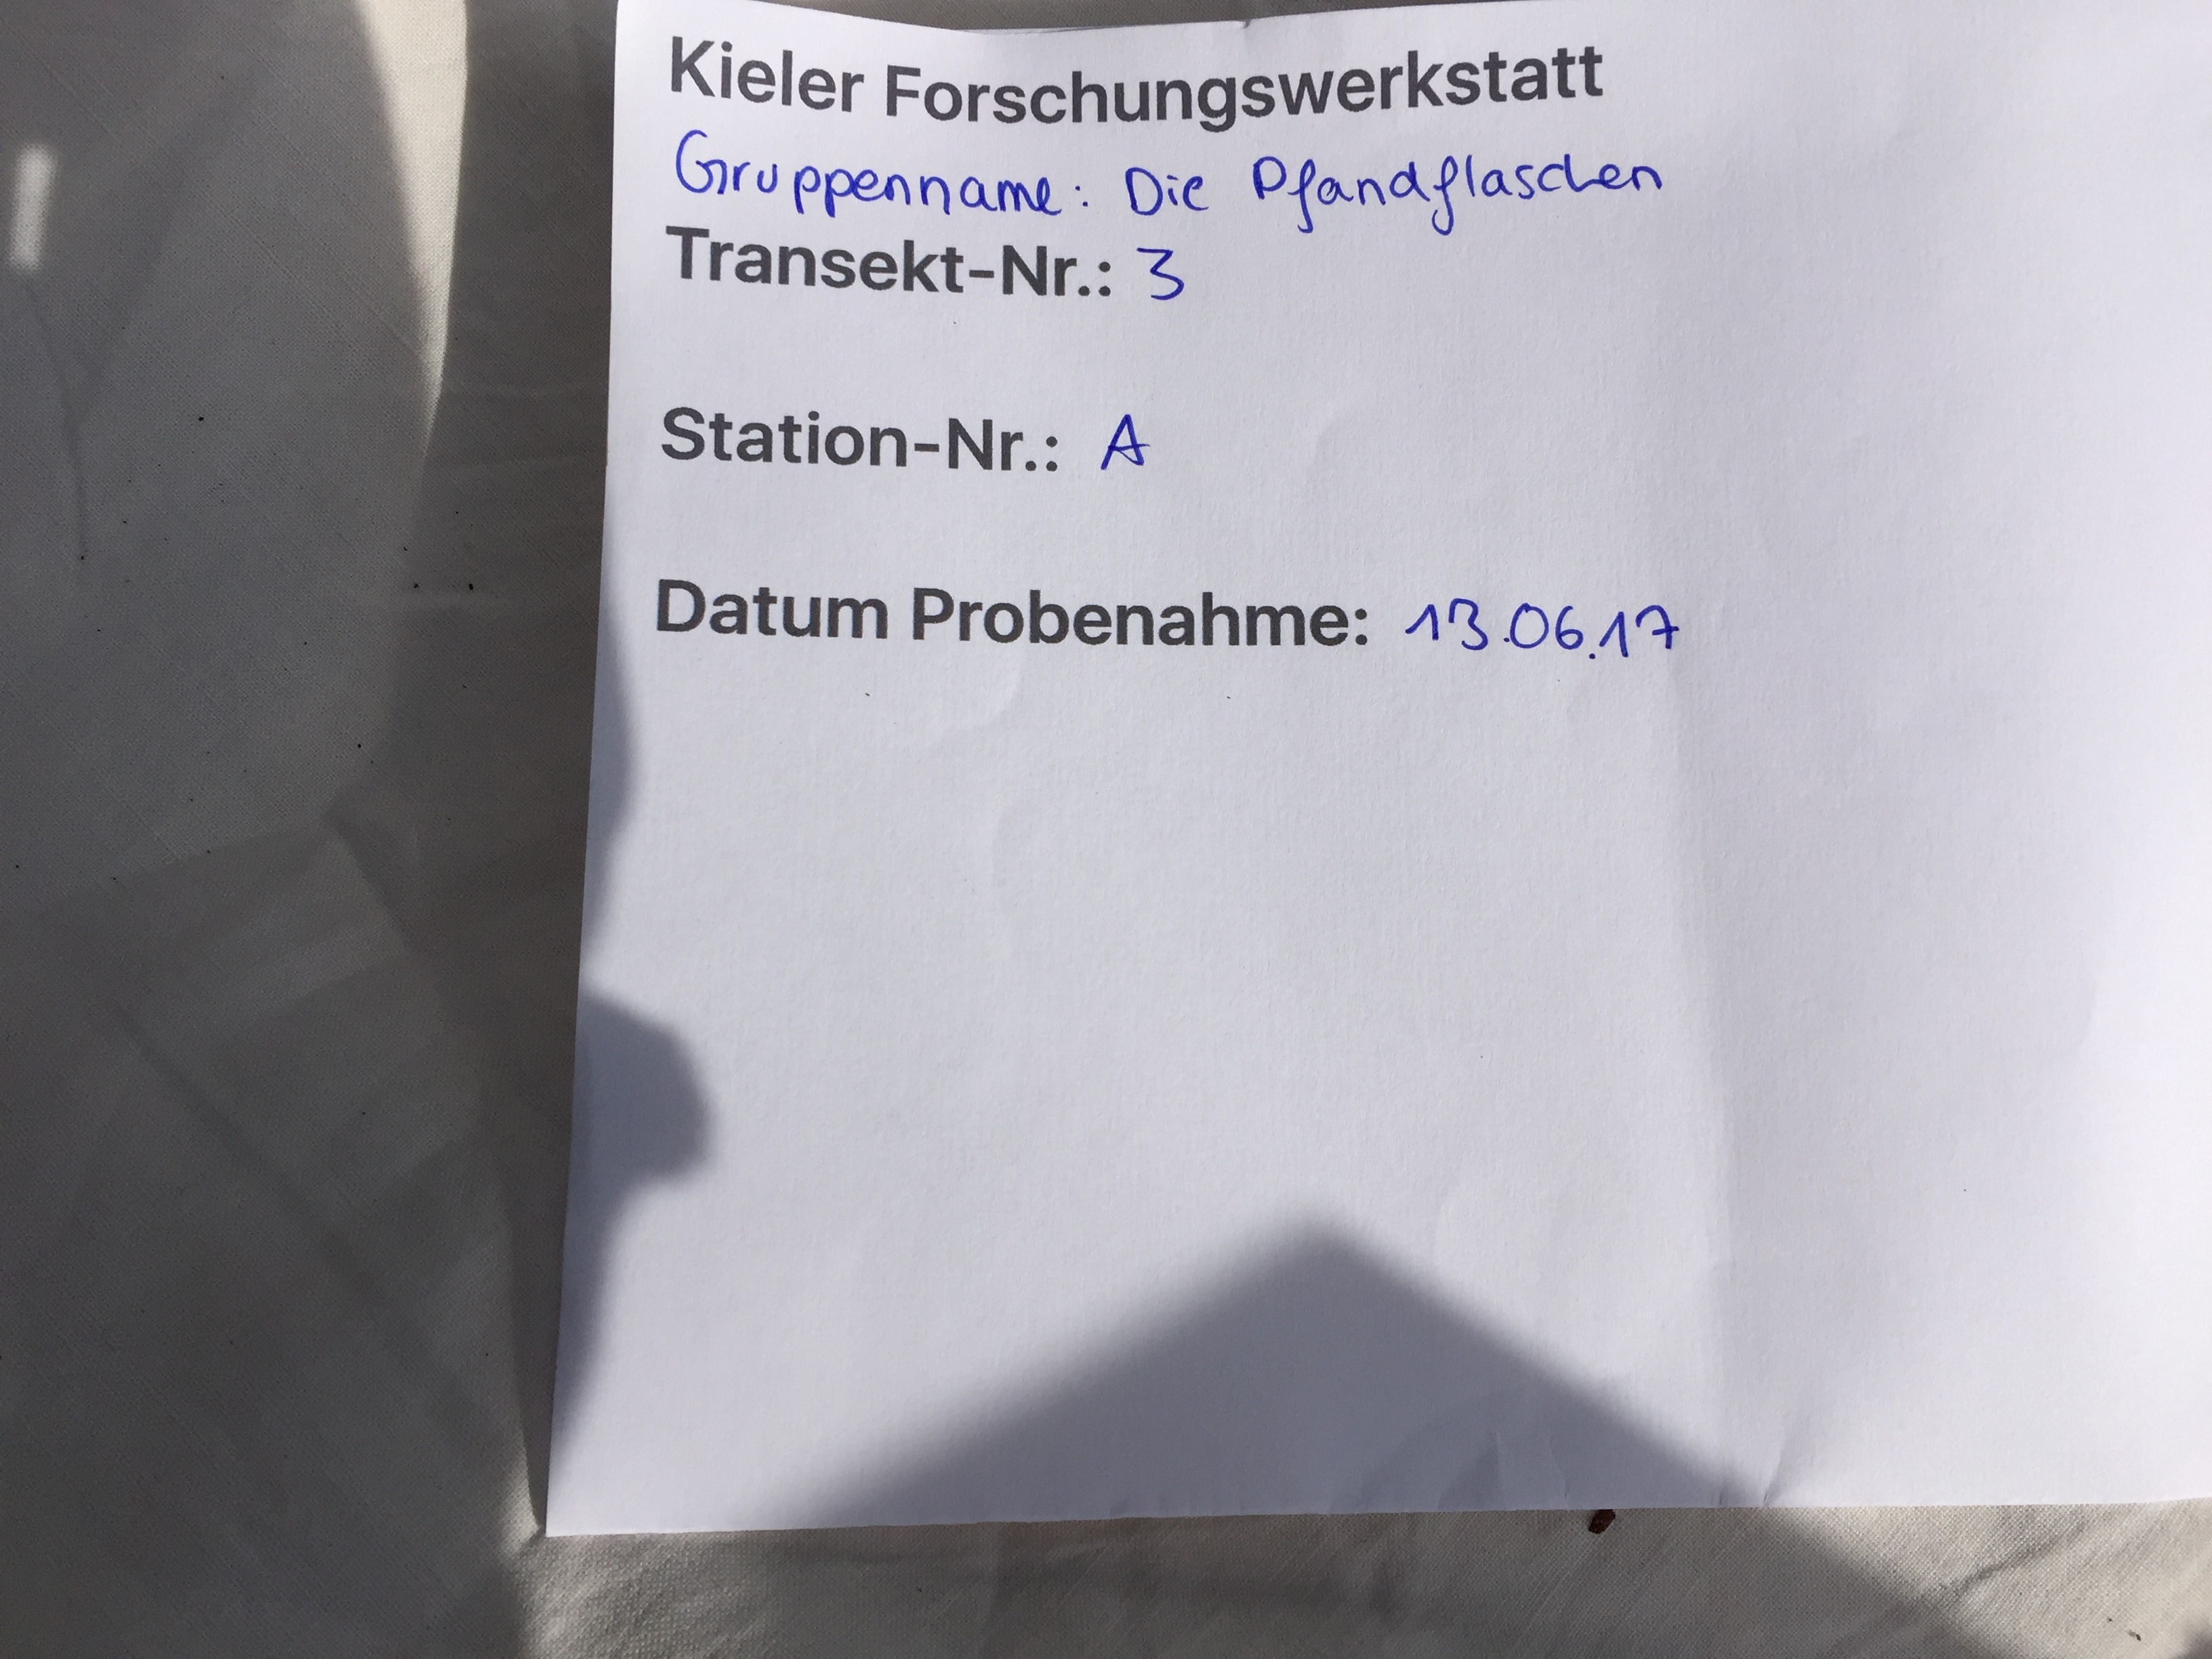 Kieler Forschungswerkstatt
Gruppenname: Die Pfandflaschen
Transekt-Nr.: 3
Station-Nr.: A
Datum Probenahme: 13.06.17